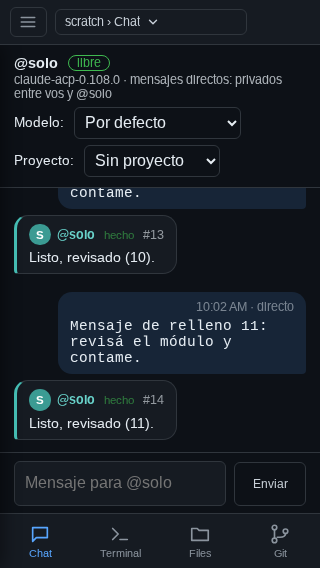 scratch › Chat
@solo libre
claude-acp-0.108.0 · mensajes directos: privados
entre vos y @solo
Modelo: Por defecto
Proyecto: Sin proyecto
contame.
S @solo hecho #13
Listo, revisado (10).
10:02 AM · directo
Mensaje de relleno 11:
revisá el módulo y
contame.
S @solo hecho #14
Listo, revisado (11).
Mensaje para @solo
Enviar
Chat Terminal Files Git